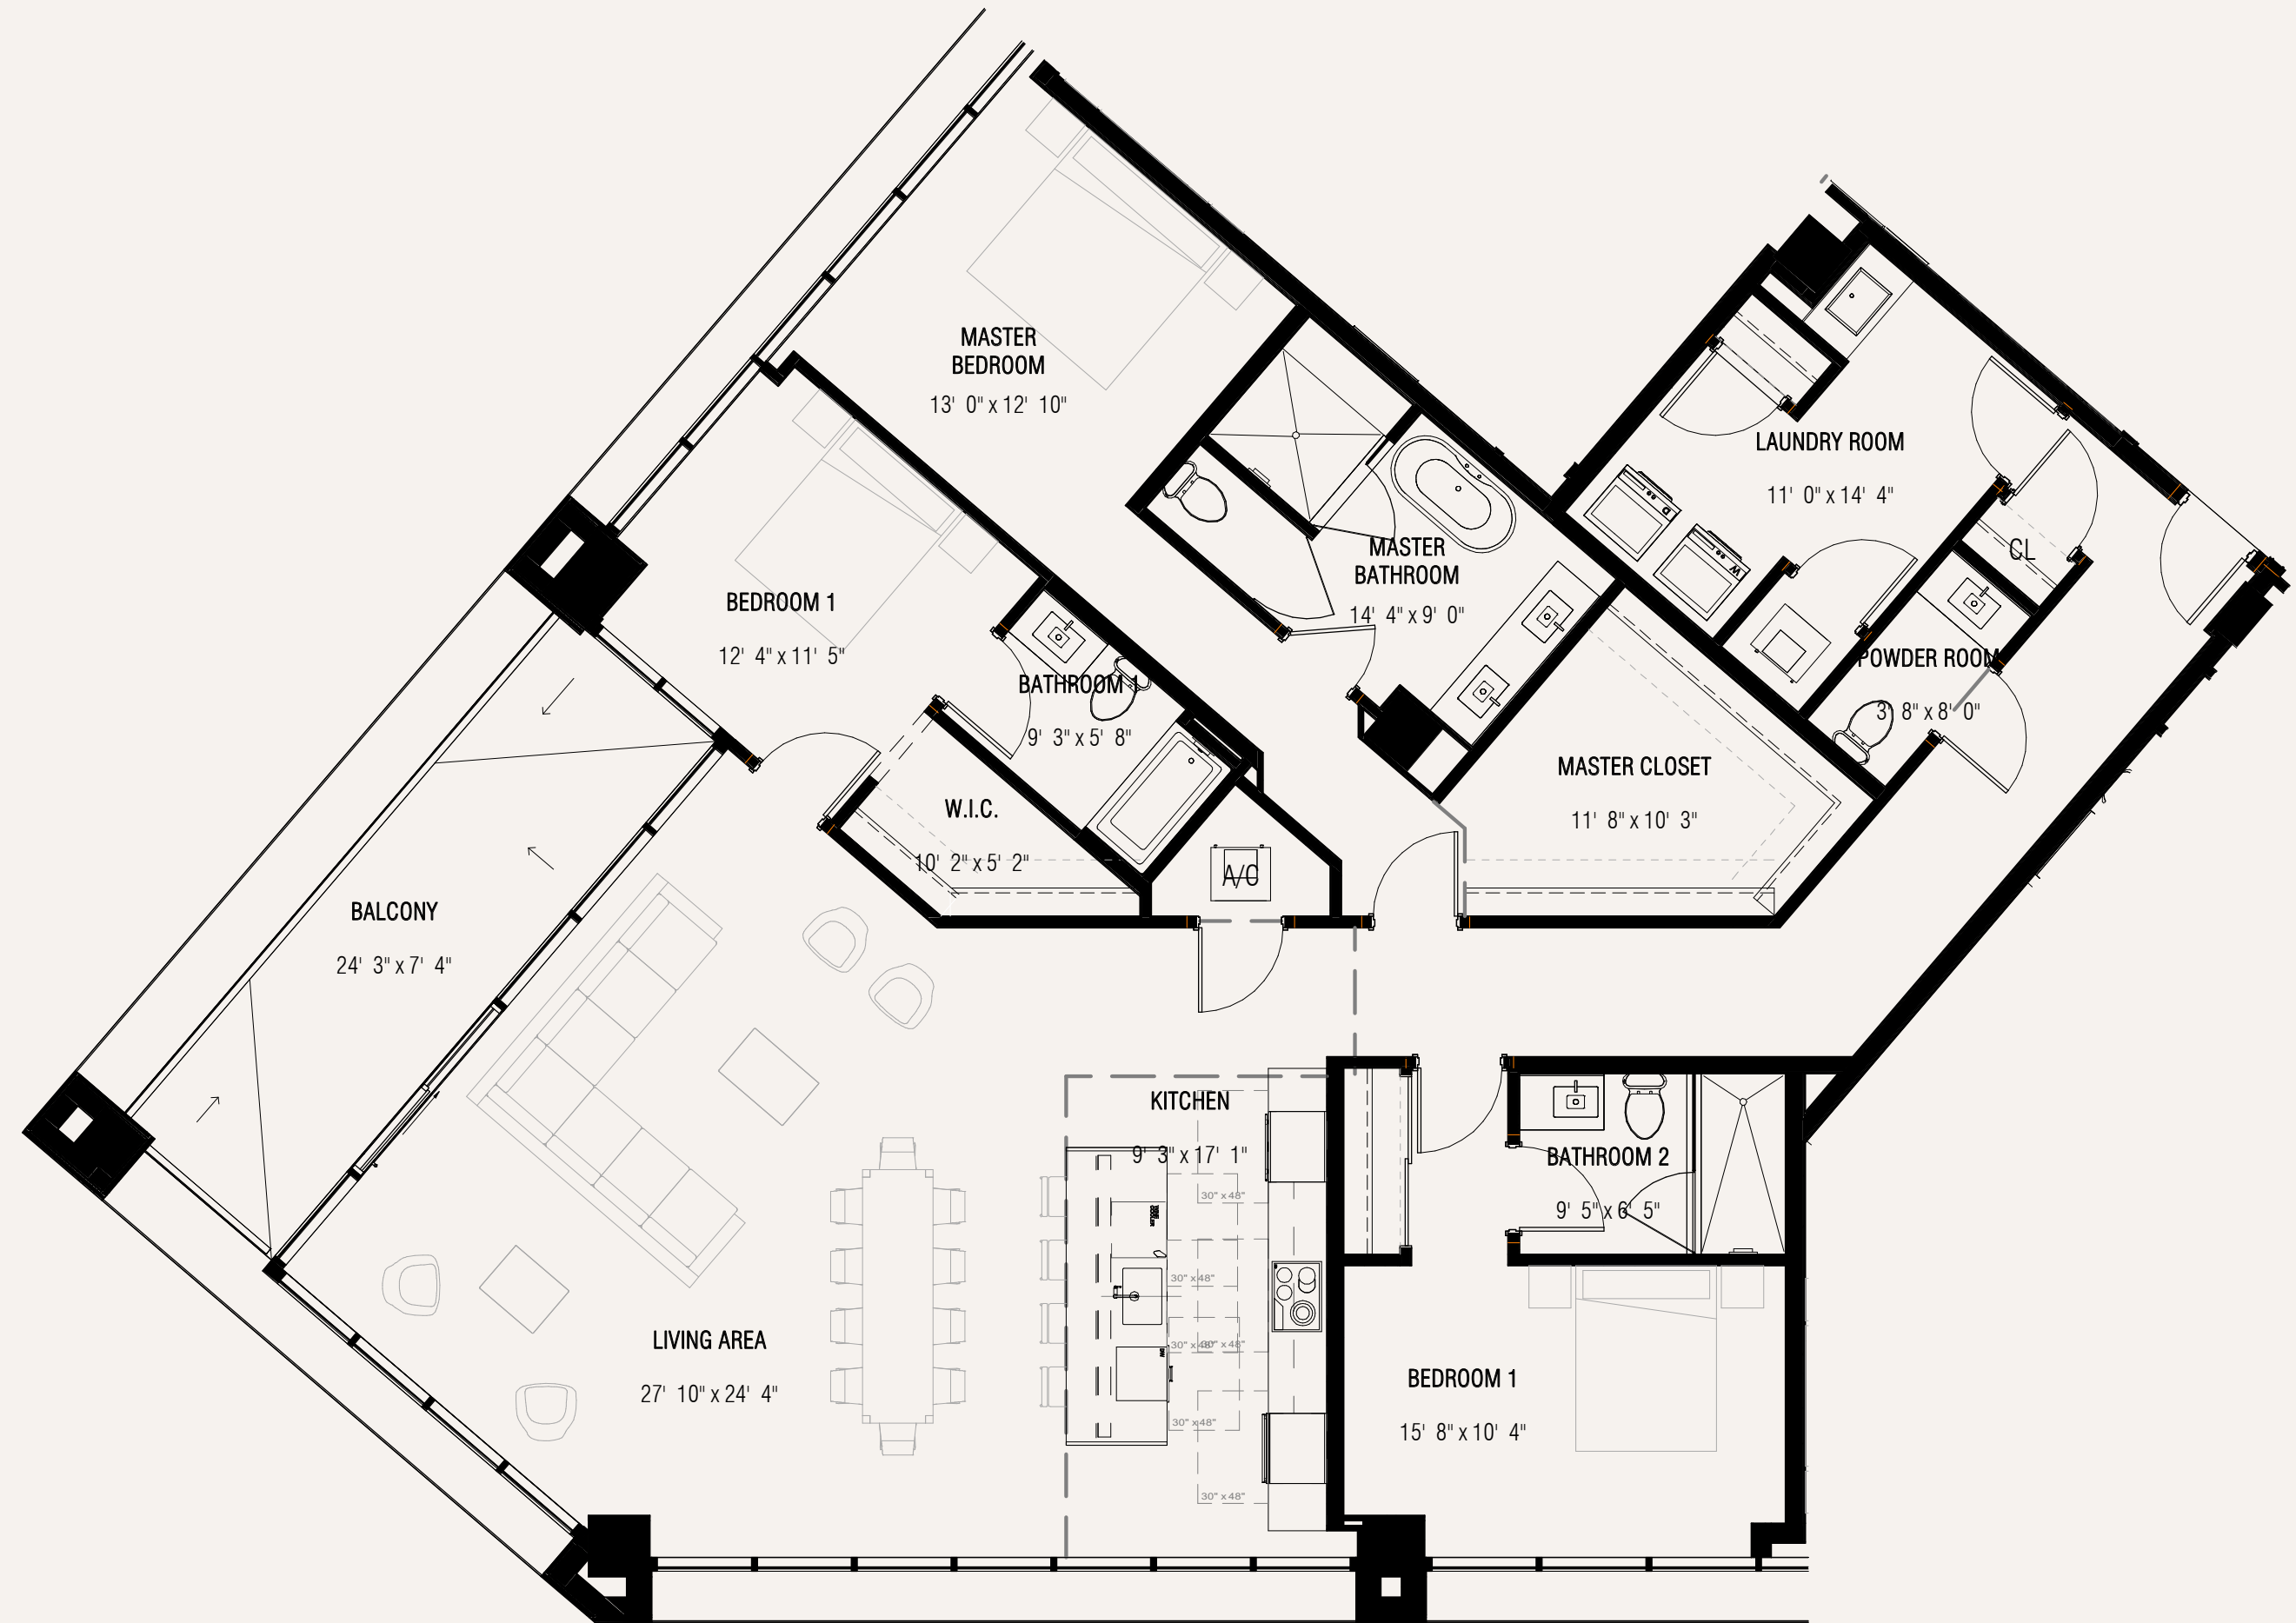 MASTER
BEDROOM
13' 0" x 12' 10"
LAUNDRY ROOM
11' 0" x 14' 4"
D
W
CL
MASTER
BATHROOM
14' 4" x 9' 0"
BEDROOM 1
12' 4" x 11' 5"
BATHROOM 1
9' 3" x 5' 8"
POWDER ROOM
3' 8" x 8' 0"
MASTER CLOSET
11' 8" x 10' 3"
W.I.C.
10' 2" x 5' 2"
A/C
BALCONY
24' 3" x 7' 4"
KITCHEN
9' 3" x 17' 1"
30" x 48"
30" x 48"
30" x 48"
30" x 48"
30" x 48"
30" x 48"
DW
BATHROOM 2
9' 5" x 6' 5"
LIVING AREA
27' 10" x 24' 4"
BEDROOM 1
15' 8" x 10' 4"